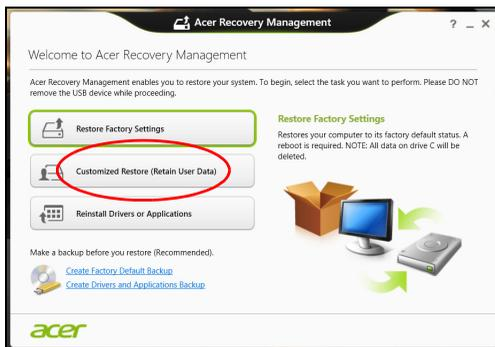 Acer Recovery Management
? _ X
Welcome to Acer Recovery Management
Acer Recovery Management enables you to restore your system. To begin, select the task you want to perform. Please DO NOT
remove the USB device while proceeding.
Restore Factory Settings
Customized Restore (Retain User Data)
Reinstall Drivers or Applications
Restore Factory Settings
Restores your computer to its factory default status. A
reboot is required. NOTE: All data on drive C will be
deleted.
Make a backup before you restore (Recommended).
Create Factory Default Backup
Create Drivers and Applications Backup
acer